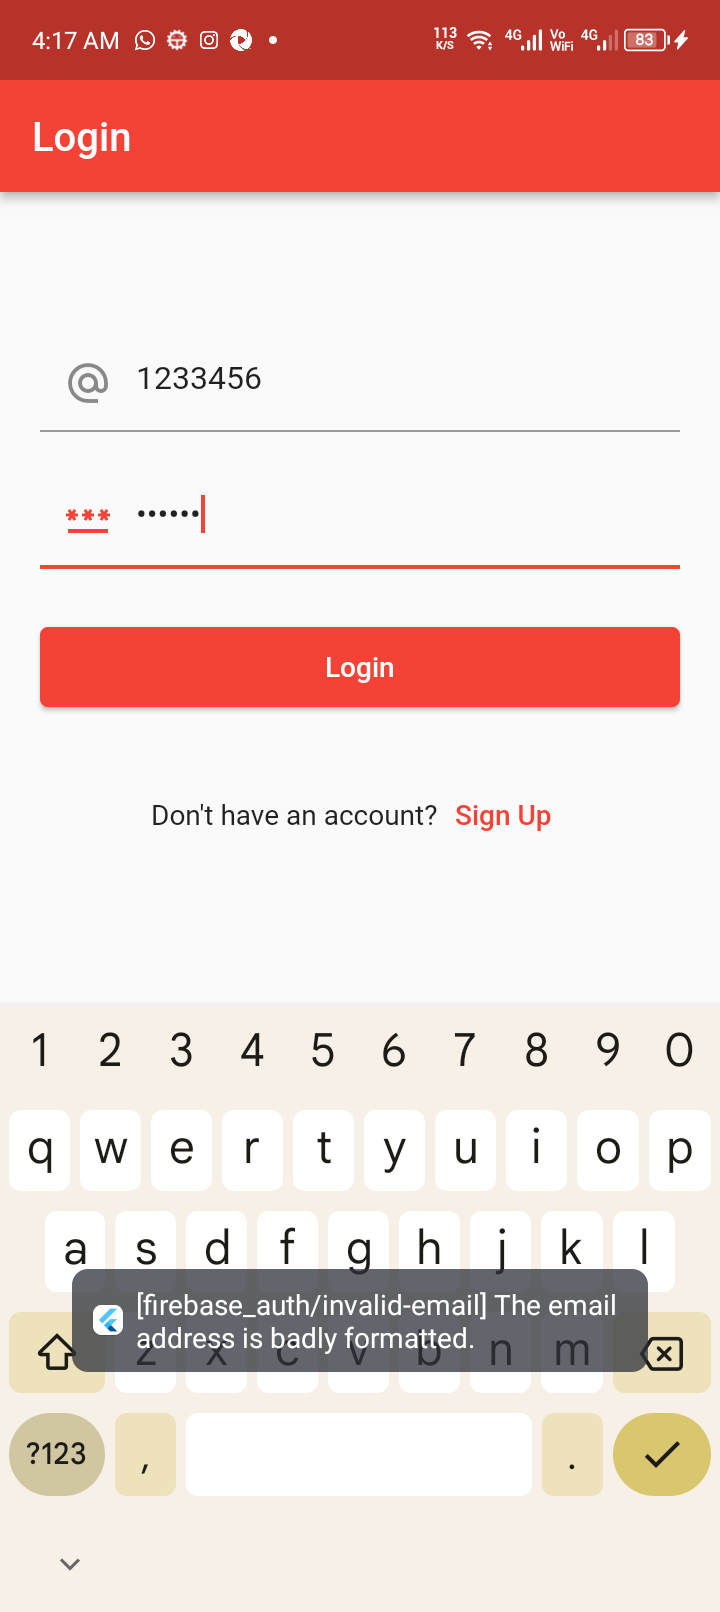 4:17 AM 113 K/S 4G Vo WiFi 4G 83
Login
1233456
***
••••••
Login
Don't have an account? Sign Up
1 2 3 4 5 6 7 8 9 0
q w e r t y u i o p
a s d f g h j k l
[firebase_auth/invalid-email] The email
address is badly formatted.
z x c v b n m
?123 , .